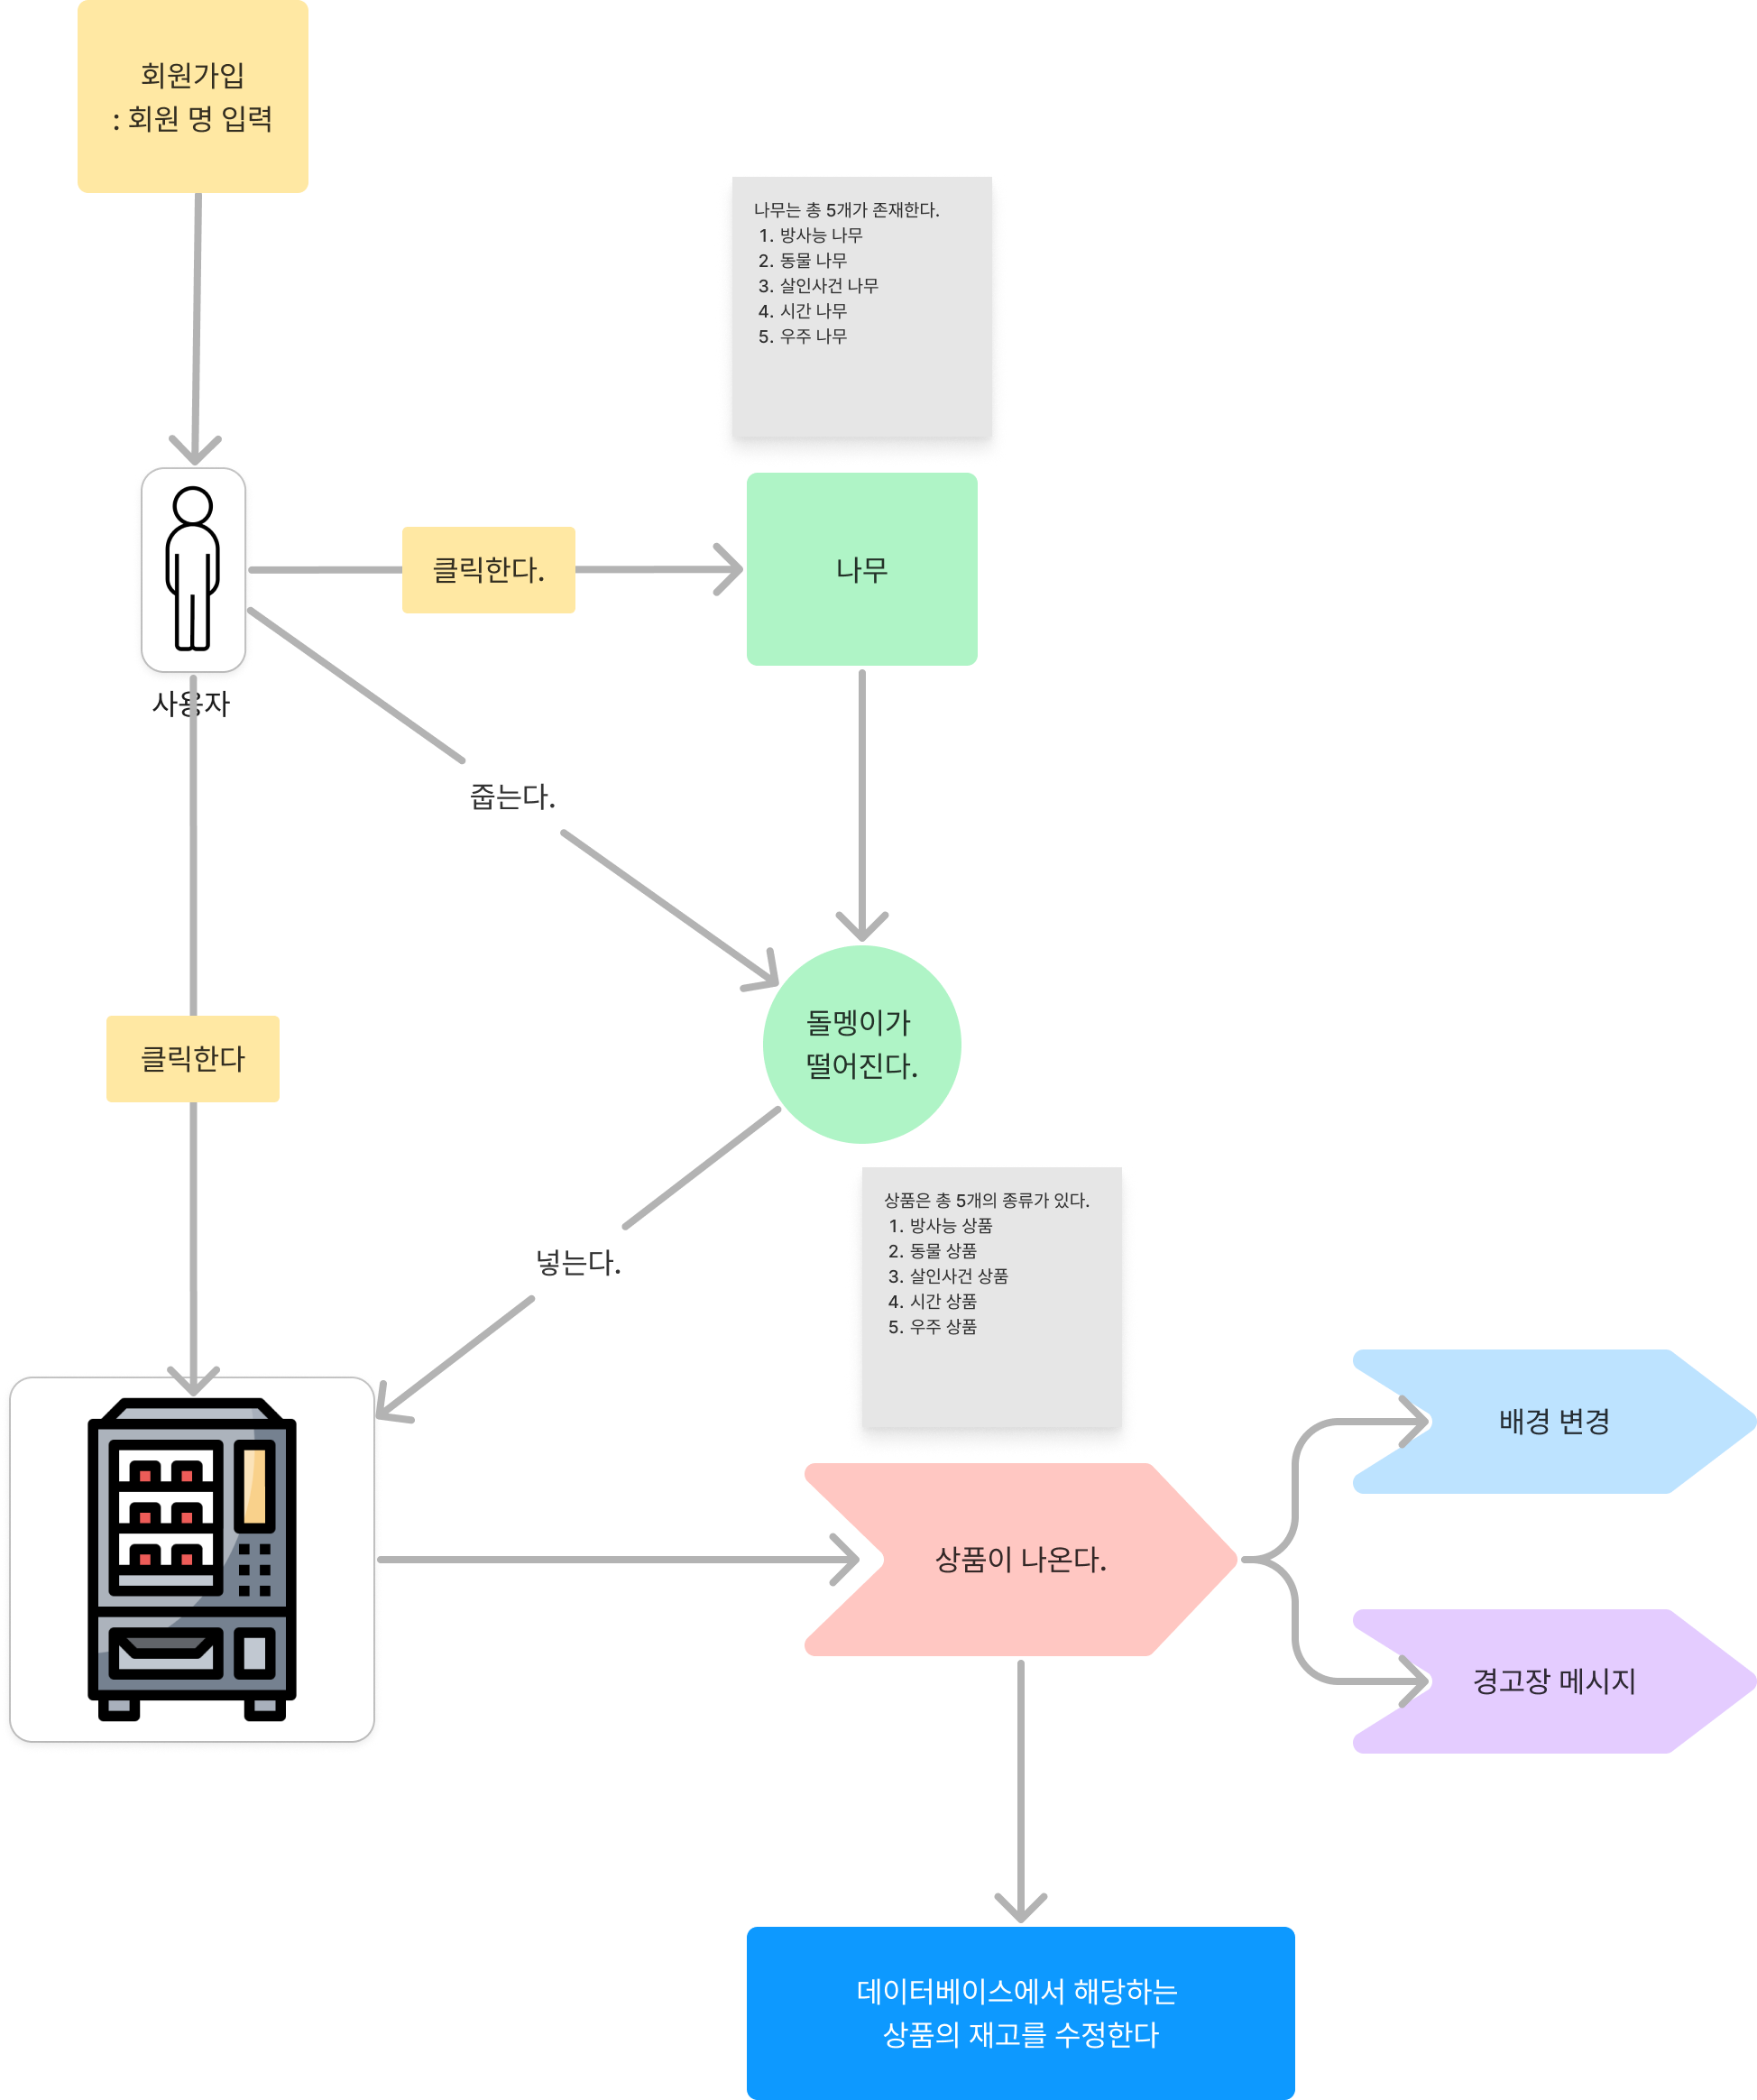 회원가입
: 회원 명 입력
나무는 총 5개가 존재한다.
1. 방사능 나무
2. 동물 나무
3. 살인사건 나무
4. 시간 나무
5. 우주 나무
클릭한다.
나무
사용자
줍는다.
돌멩이가
떨어진다.
클릭한다
넣는다.
상품은 총 5개의 종류가 있다.
1. 방사능 상품
2. 동물 상품
3. 살인사건 상품
4. 시간 상품
5. 우주 상품
배경 변경
상품이 나온다.
경고장 메시지
데이터베이스에서 해당하는
상품의 재고를 수정한다